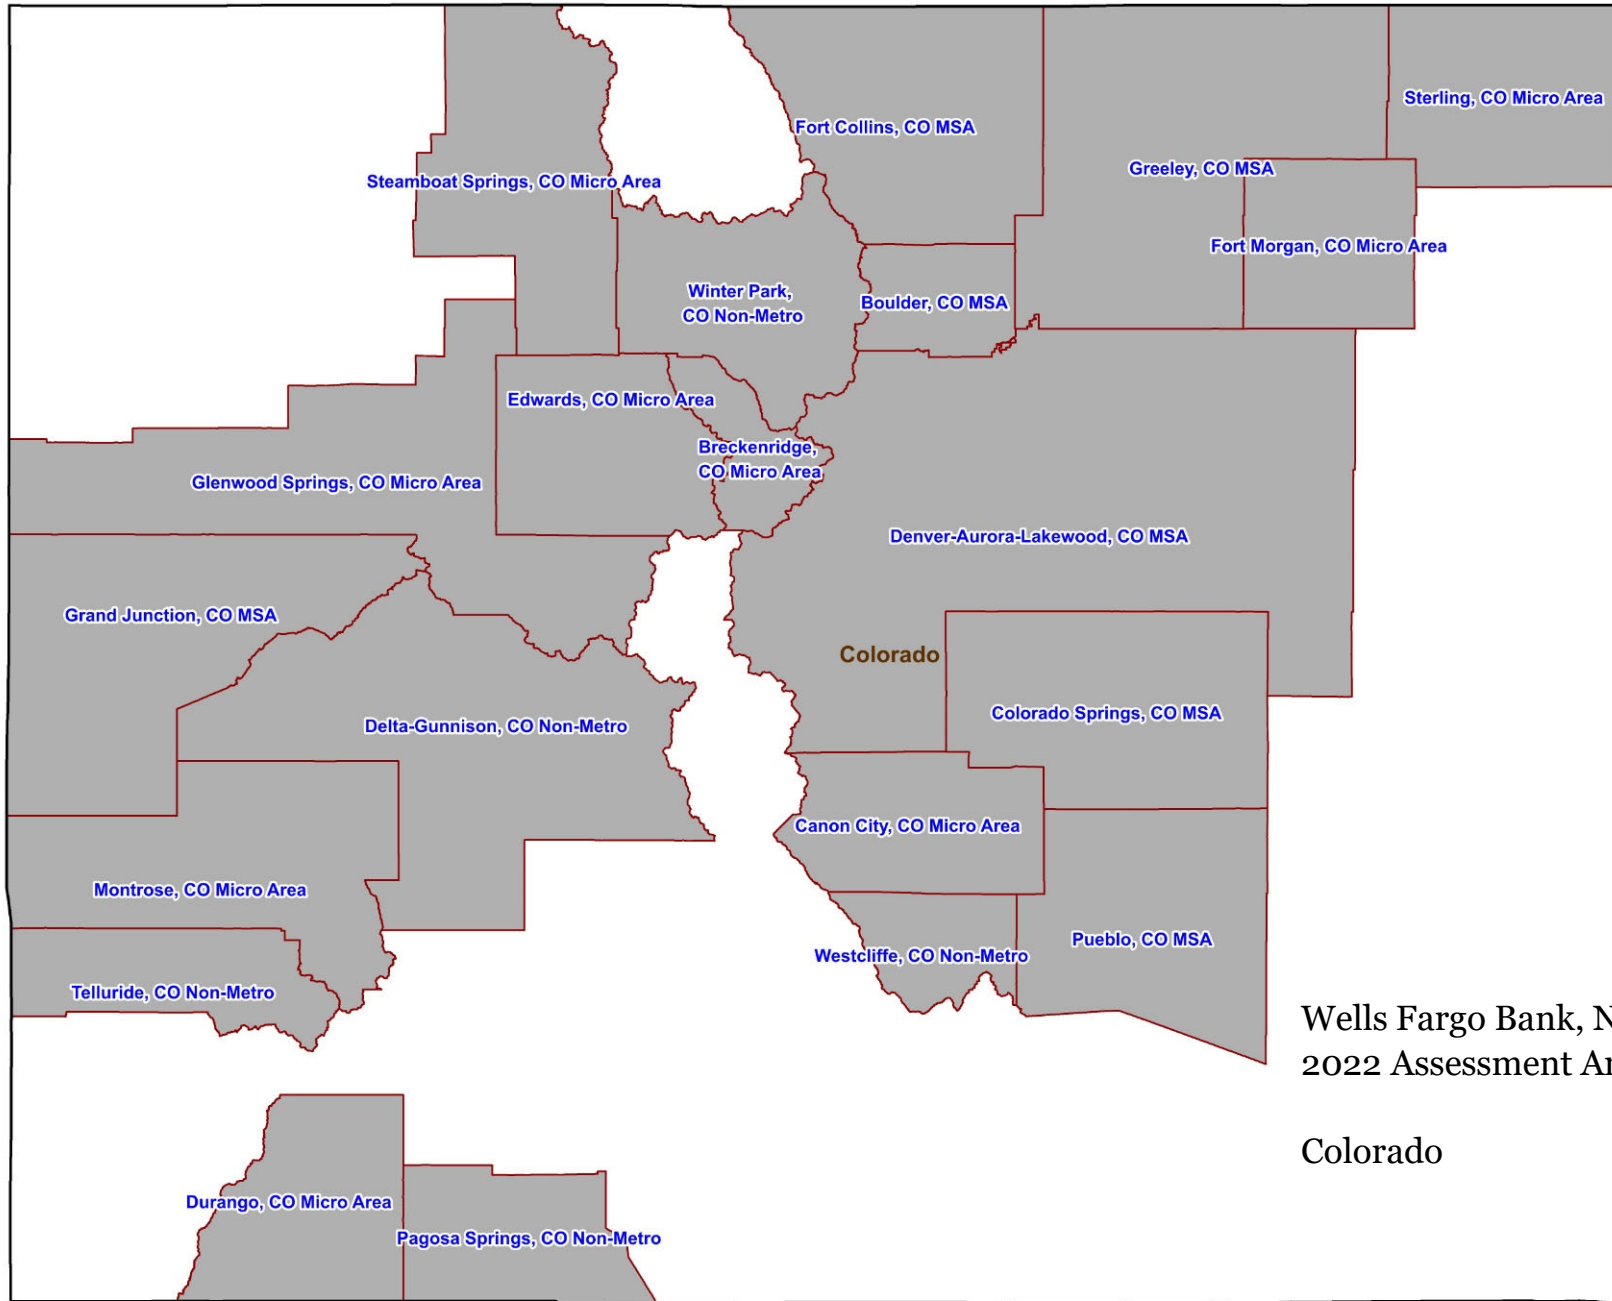 Sterling, CO Micro Area
Fort Collins, CO MSA
Greeley, CO MSA
Steamboat Springs, CO Micro Area
Fort Morgan, CO Micro Area
Winter Park,
CO Non-Metro
Boulder, CO MSA
Edwards, CO Micro Area
Breckenridge,
CO Micro Area
Glenwood Springs, CO Micro Area
Denver-Aurora-Lakewood, CO MSA
Grand Junction, CO MSA
Colorado
Colorado Springs, CO MSA
Delta-Gunnison, CO Non-Metro
Canon City, CO Micro Area
Montrose, CO Micro Area
Pueblo, CO MSA
Westcliffe, CO Non-Metro
Telluride, CO Non-Metro
Wells Fargo Bank, N
2022 Assessment Ar
Colorado
Durango, CO Micro Area
Pagosa Springs, CO Non-Metro